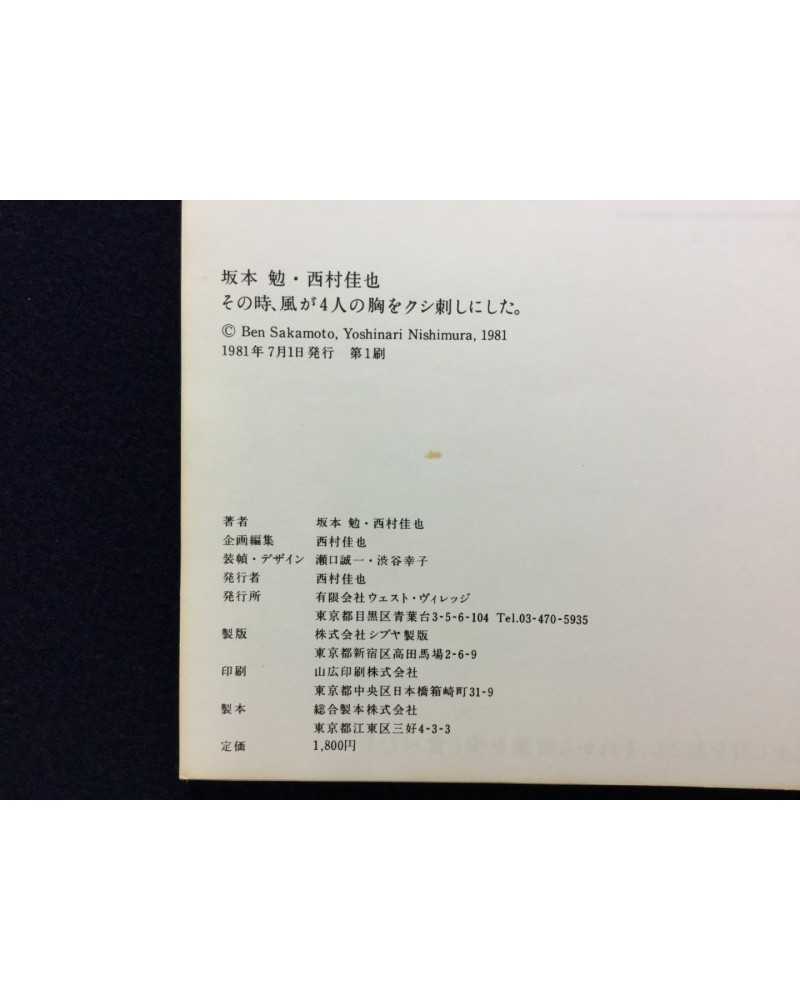 坂本 勉・西村佳也
その時、風が4人の胸をクシ刺しにした。
© Ben Sakamoto, Yoshinari Nishimura, 1981
1981年7月1日発行 第1刷
著者 坂本 勉・西村佳也
企画編集 西村佳也
装幀・デザイン 瀬口誠一・渋谷幸子
発行者 西村佳也
発行所 有限会社ウェスト・ヴィレッジ
東京都目黒区青葉台3-5-6-104 Tel.03-470-5935
製版 株式会社シブヤ製版
東京都新宿区高田馬場2-6-9
印刷 山広印刷株式会社
東京都中央区日本橋箱崎町31-9
製本 総合製本株式会社
東京都江東区三好4-3-3
定価 1,800円